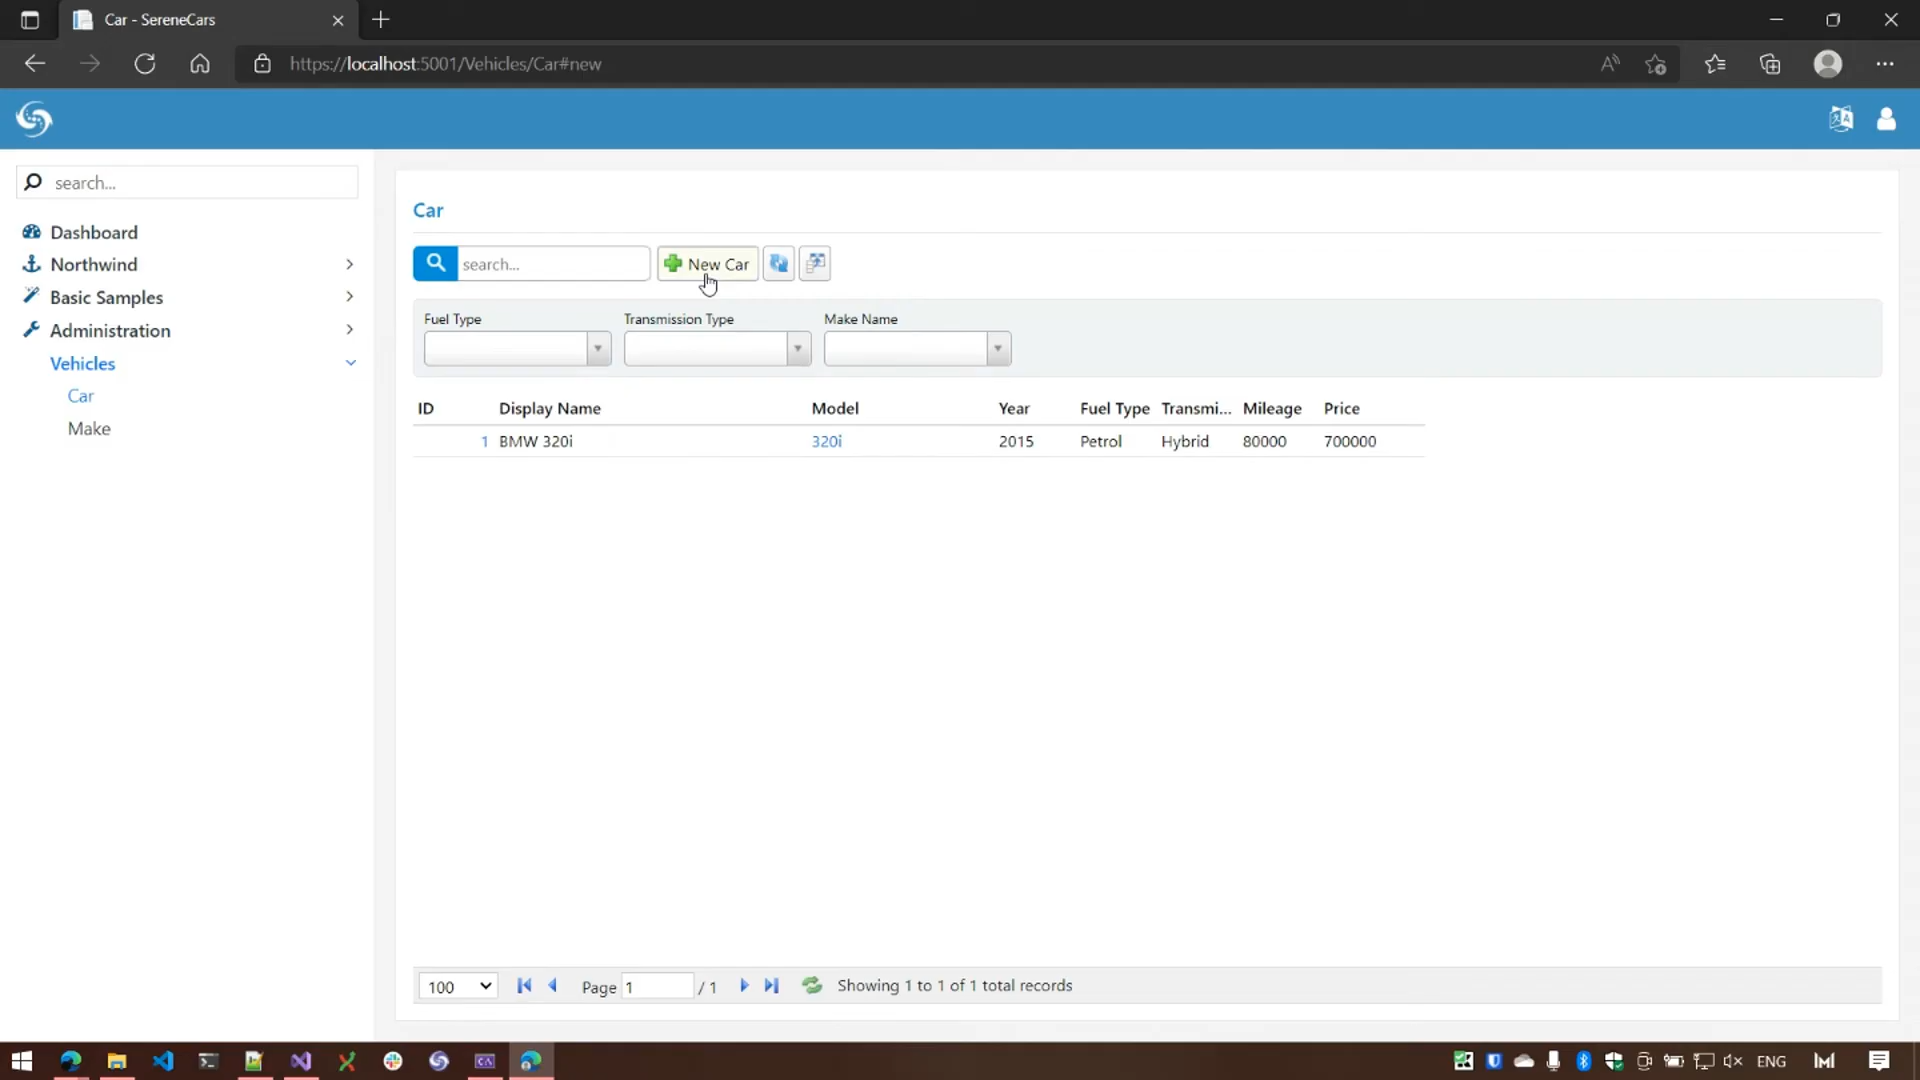 Car - SereneCars
https://localhost:5001/Vehicles/Car#new
search...
Dashboard
Northwind
Basic Samples
Administration
Vehicles
Car
Make
Car
search...
New Car
Fuel Type
Transmission Type
Make Name
ID Display Name Model Year Fuel Type Transmi... Mileage Price
1 BMW 320i 320i 2015 Petrol Hybrid 80000 700000
100
Page 1 / 1
Showing 1 to 1 of 1 total records
ENG